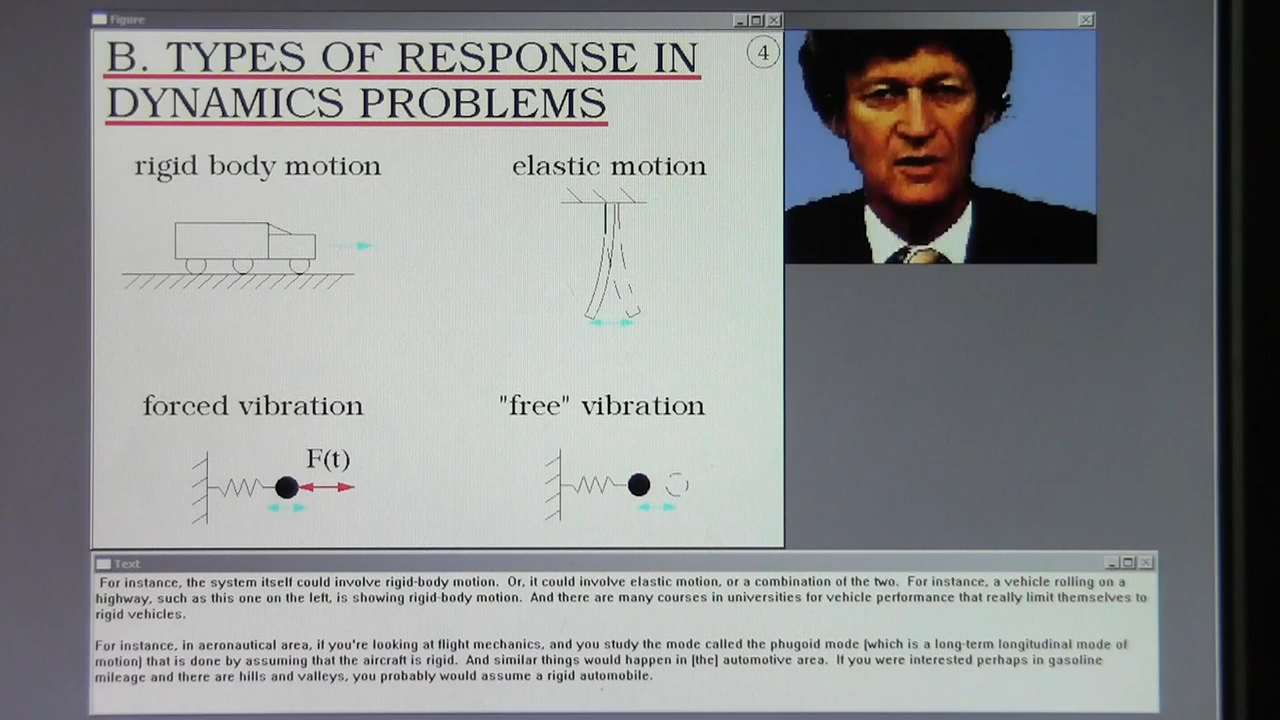 Figure
B. TYPES OF RESPONSE IN
4
DYNAMICS PROBLEMS
rigid body motion
elastic motion
forced vibration
"free" vibration
F(t)
Text
For instance, the system itself could involve rigid-body motion. Or, it could involve elastic motion, or a combination of the two. For instance, a vehicle rolling on a
highway, such as this one on the left, is showing rigid-body motion. And there are many courses in universities for vehicle performance that really limit themselves to
rigid vehicles.
For instance, in aeronautical area, if you're looking at flight mechanics, and you study the mode called the phugoid mode (which is a long-term longitudinal mode of
motion) that is done by assuming that the aircraft is rigid. And similar things would happen in [the] automotive area. If you were interested perhaps in gasoline
mileage and there are hills and valleys, you probably would assume a rigid automobile.